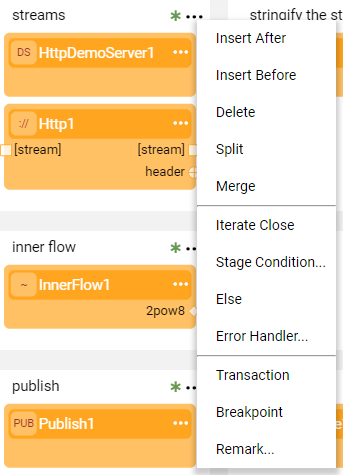 streams
stringify the st
DS HttpDemoServer1
:// Http1
[stream] [stream]
header
inner flow
~ InnerFlow1
2pow8
publish
PUB Publish1
Insert After
Insert Before
Delete
Split
Merge
Iterate Close
Stage Condition...
Else
Error Handler...
Transaction
Breakpoint
Remark...